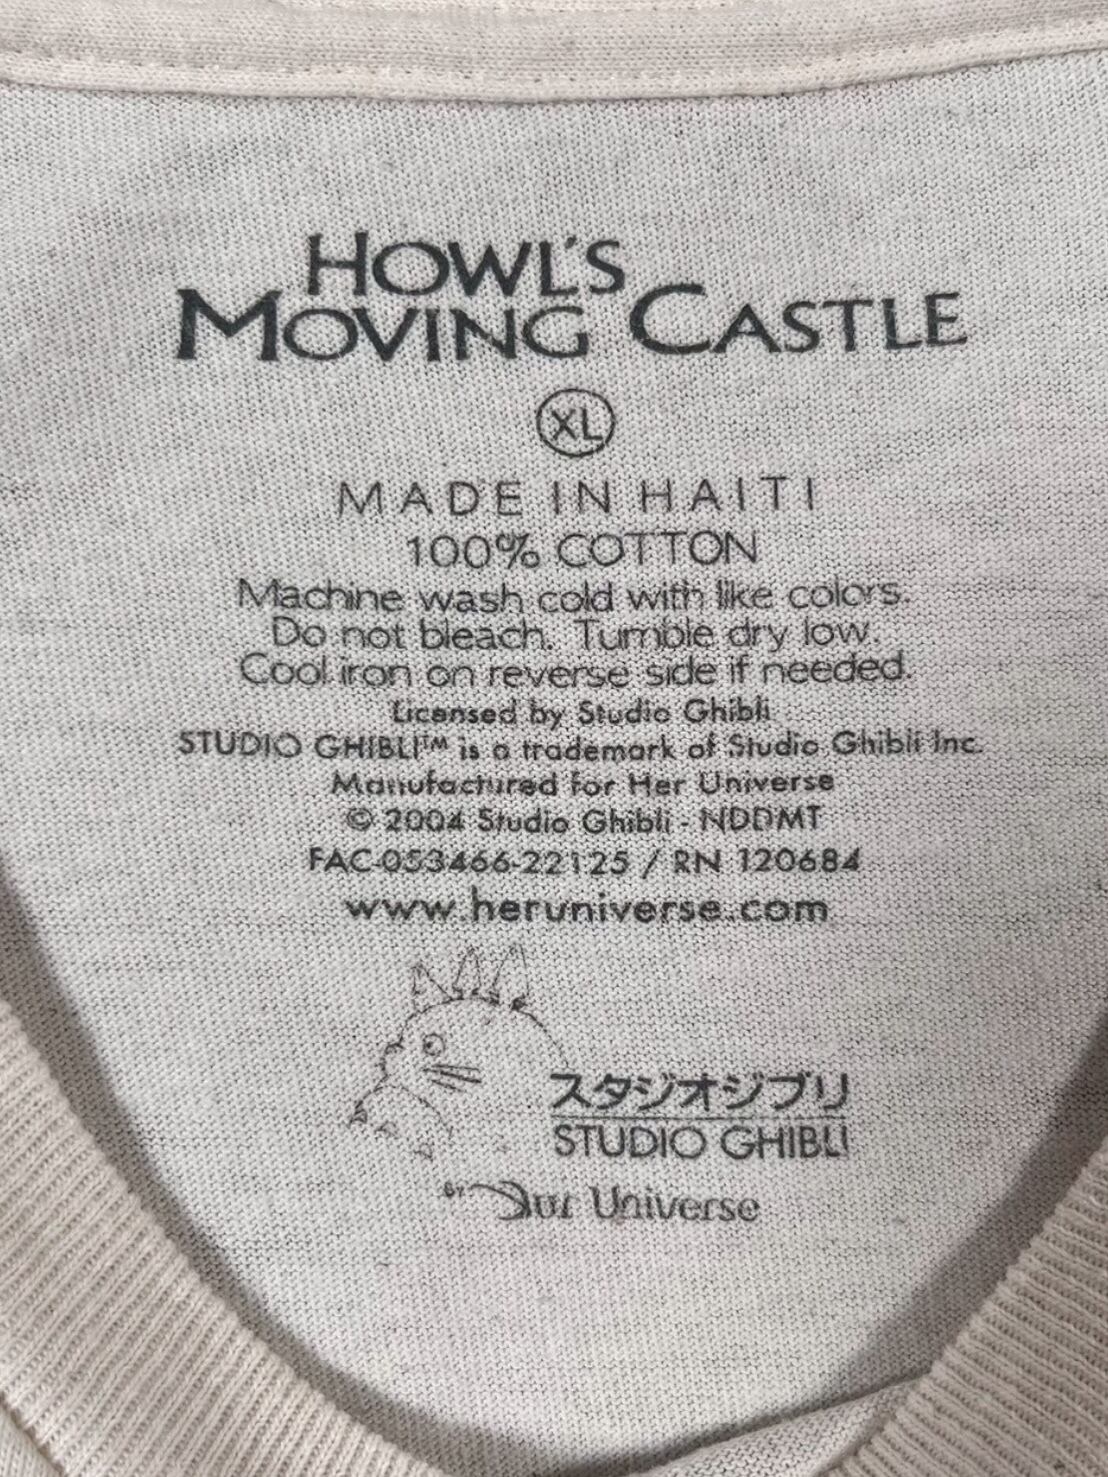 HOWL'S
MOVING CASTLE
XL
MADE IN HAITI
100% COTTON
Machine wash cold with like colors.
Do not bleach. Tumble dry low.
Cool iron on reverse side if needed.
Licensed by Studio Ghibli
STUDIO GHIBLI™ is a trademark of Studio Ghibli Inc.
Manufactured for Her Universe
© 2004 Studio Ghibli - NDDMT
FAC-053466-22125 / RN 120684
www.heruniverse.com
スタジオジブリ
STUDIO GHIBLI
BY Our Universe